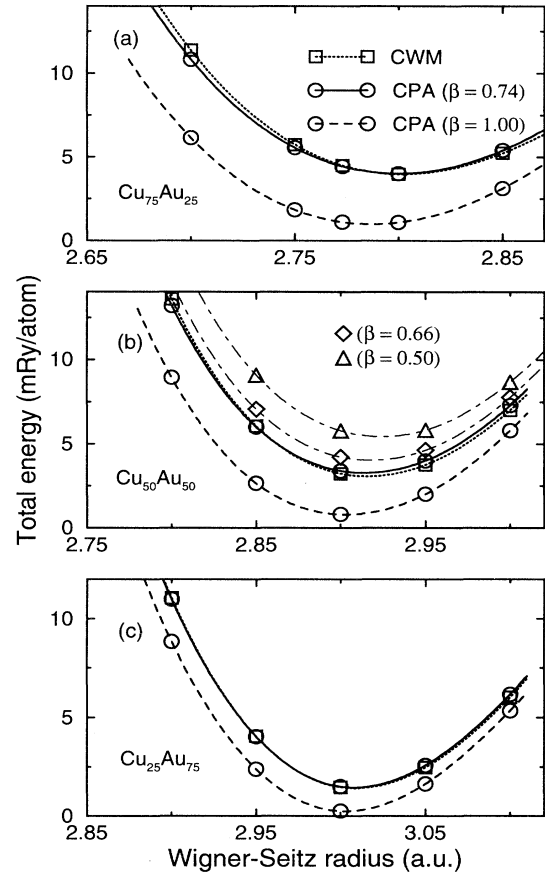 (a)
CWM
CPA (β = 0.74)
CPA (β = 1.00)
Cu₇₅Au₂₅
10
5
0
2.65 2.75 2.85
(b)
(β = 0.66)
(β = 0.50)
Cu₅₀Au₅₀
10
5
0
2.75 2.85 2.95
Total energy (mRy/atom)
(c)
Cu₂₅Au₇₅
10
5
0
2.85 2.95 3.05
Wigner-Seitz radius (a.u.)